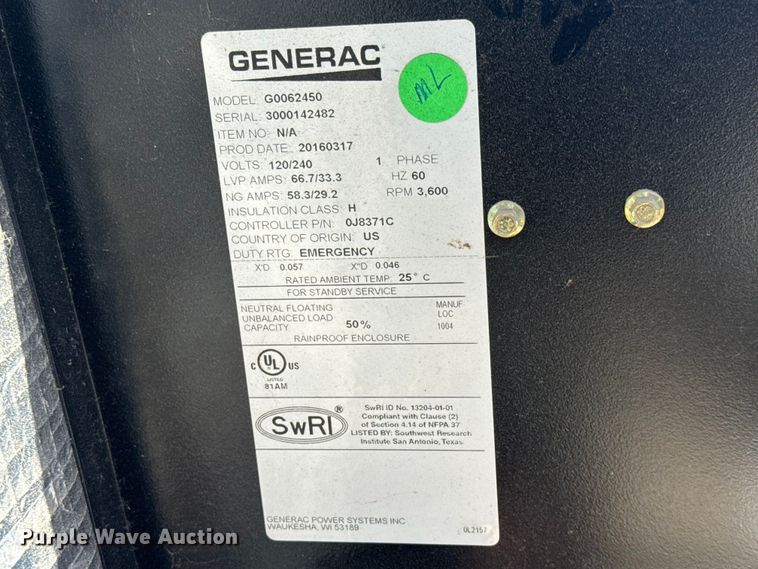 GENERAC
ML
MODEL: G0062450
SERIAL: 3000142482
ITEM NO: N/A
PROD DATE: 20160317
VOLTS: 120/240 1 PHASE
LVP AMPS: 66.7/33.3 HZ 60
NG AMPS: 58.3/29.2 RPM 3,600
INSULATION CLASS: H
CONTROLLER P/N: 0J8371C
COUNTRY OF ORIGIN: US
DUTY RTG: EMERGENCY
X'D 0.057 X"D 0.046
RATED AMBIENT TEMP: 25° C
FOR STANDBY SERVICE
NEUTRAL FLOATING MANUF
UNBALANCED LOAD LOC
CAPACITY 50% 1004
RAINPROOF ENCLOSURE
C UL US
LISTED
81AM
SwRI®
SwRI ID No. 13204-01-01
Compliant with Clause (2)
of Section 4.14 of NFPA 37
LISTED BY: Southwest Research
Institute San Antonio, Texas
GENERAC POWER SYSTEMS INC
WAUKESHA, WI 53189
0L2157
Purple Wave Auction